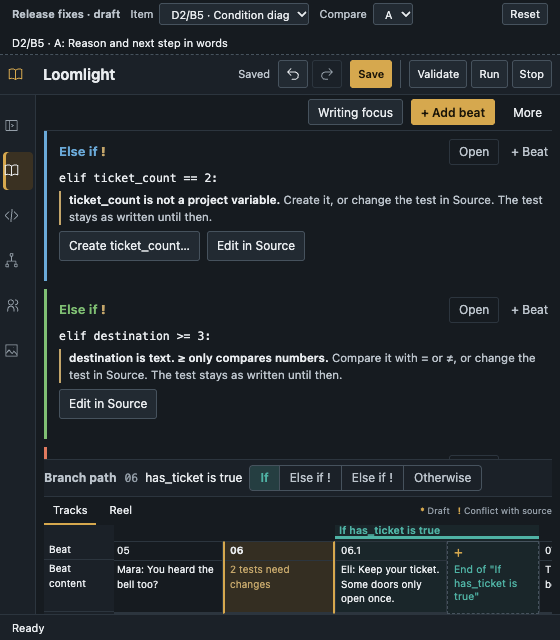 Release fixes · draft Item D2/B5 · Condition diag Compare A Reset
D2/B5 · A: Reason and next step in words
Loomlight Saved Save Validate Run Stop
Writing focus + Add beat More
Else if ! Open + Beat
elif ticket_count == 2:
ticket_count is not a project variable. Create it, or change the test in Source. The test
stays as written until then.
Create ticket_count... Edit in Source
Else if ! Open + Beat
elif destination >= 3:
destination is text. ≥ only compares numbers. Compare it with = or ≠, or change the
test in Source. The test stays as written until then.
Edit in Source
Branch path 06 has_ticket is true If Else if ! Else if ! Otherwise
Tracks Reel * Draft ! Conflict with source
If has_ticket is true
Beat 05 06 06.1 +
Beat
content
Mara: You heard the
bell too?
2 tests need
changes
Eli: Keep your ticket.
Some doors only
open once.
End of "If
has_ticket is
true"
Ready